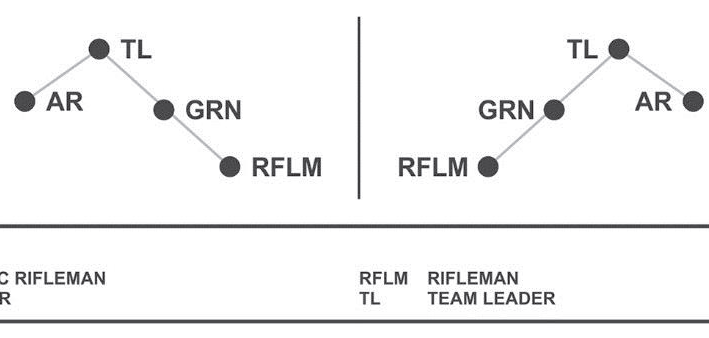 TL
AR
GRN
RFLM
TL
GRN
AR
RFLM
C RIFLEMAN
R
RFLM RIFLEMAN
TL TEAM LEADER